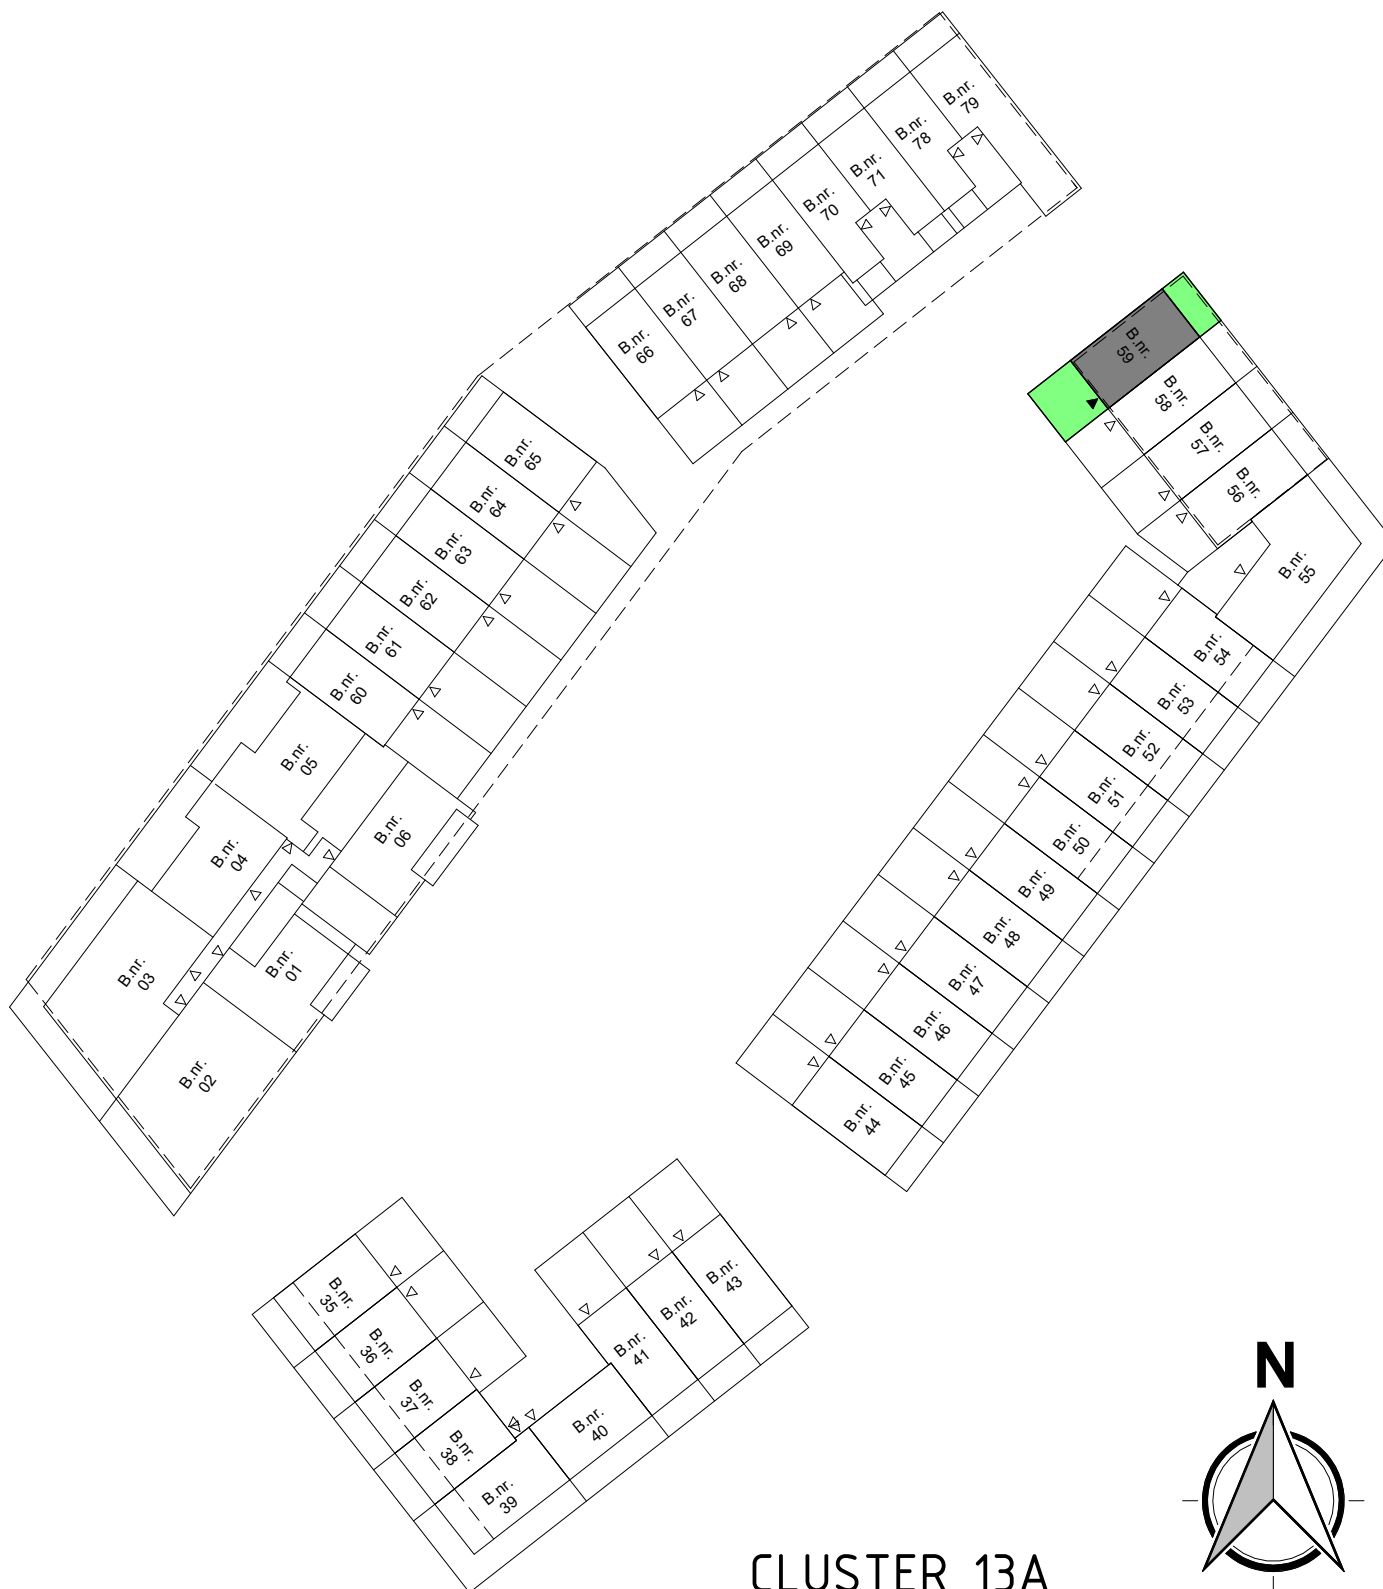 B.nr.
79
B.nr.
78
B.nr.
71
B.nr.
70
B.nr.
69
B.nr.
68
B.nr.
67
B.nr.
66
B.nr.
59
B.nr.
58
B.nr.
57
B.nr.
56
B.nr.
55
B.nr.
54
B.nr.
53
B.nr.
52
B.nr.
51
B.nr.
50
B.nr.
49
B.nr.
48
B.nr.
47
B.nr.
46
B.nr.
45
B.nr.
44
B.nr.
65
B.nr.
64
B.nr.
63
B.nr.
62
B.nr.
61
B.nr.
60
B.nr.
05
B.nr.
06
B.nr.
04
B.nr.
01
B.nr.
03
B.nr.
02
B.nr.
35
B.nr.
36
B.nr.
37
B.nr.
38
B.nr.
39
B.nr.
40
B.nr.
41
B.nr.
42
B.nr.
43
N
CLUSTER 13A